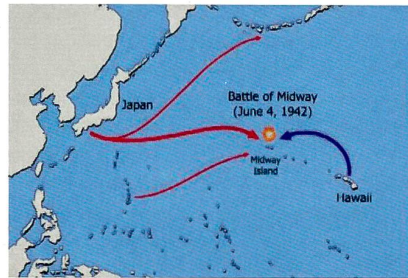 Japan
Battle of Midway
(June 4, 1942)
Midway
Island
Hawaii